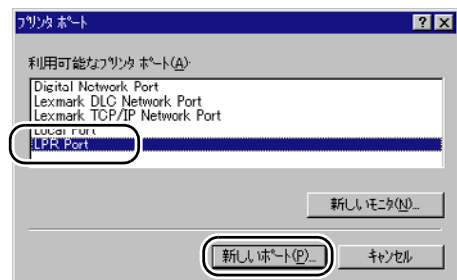 プリンタ ポート
利用可能なプリンタ ポート(A):
Digital Network Port
Lexmark DLC Network Port
Lexmark TCP/IP Network Port
Local Port
LPR Port
新しいモニタ(N)...
新しいポート(P)...
キャンセル